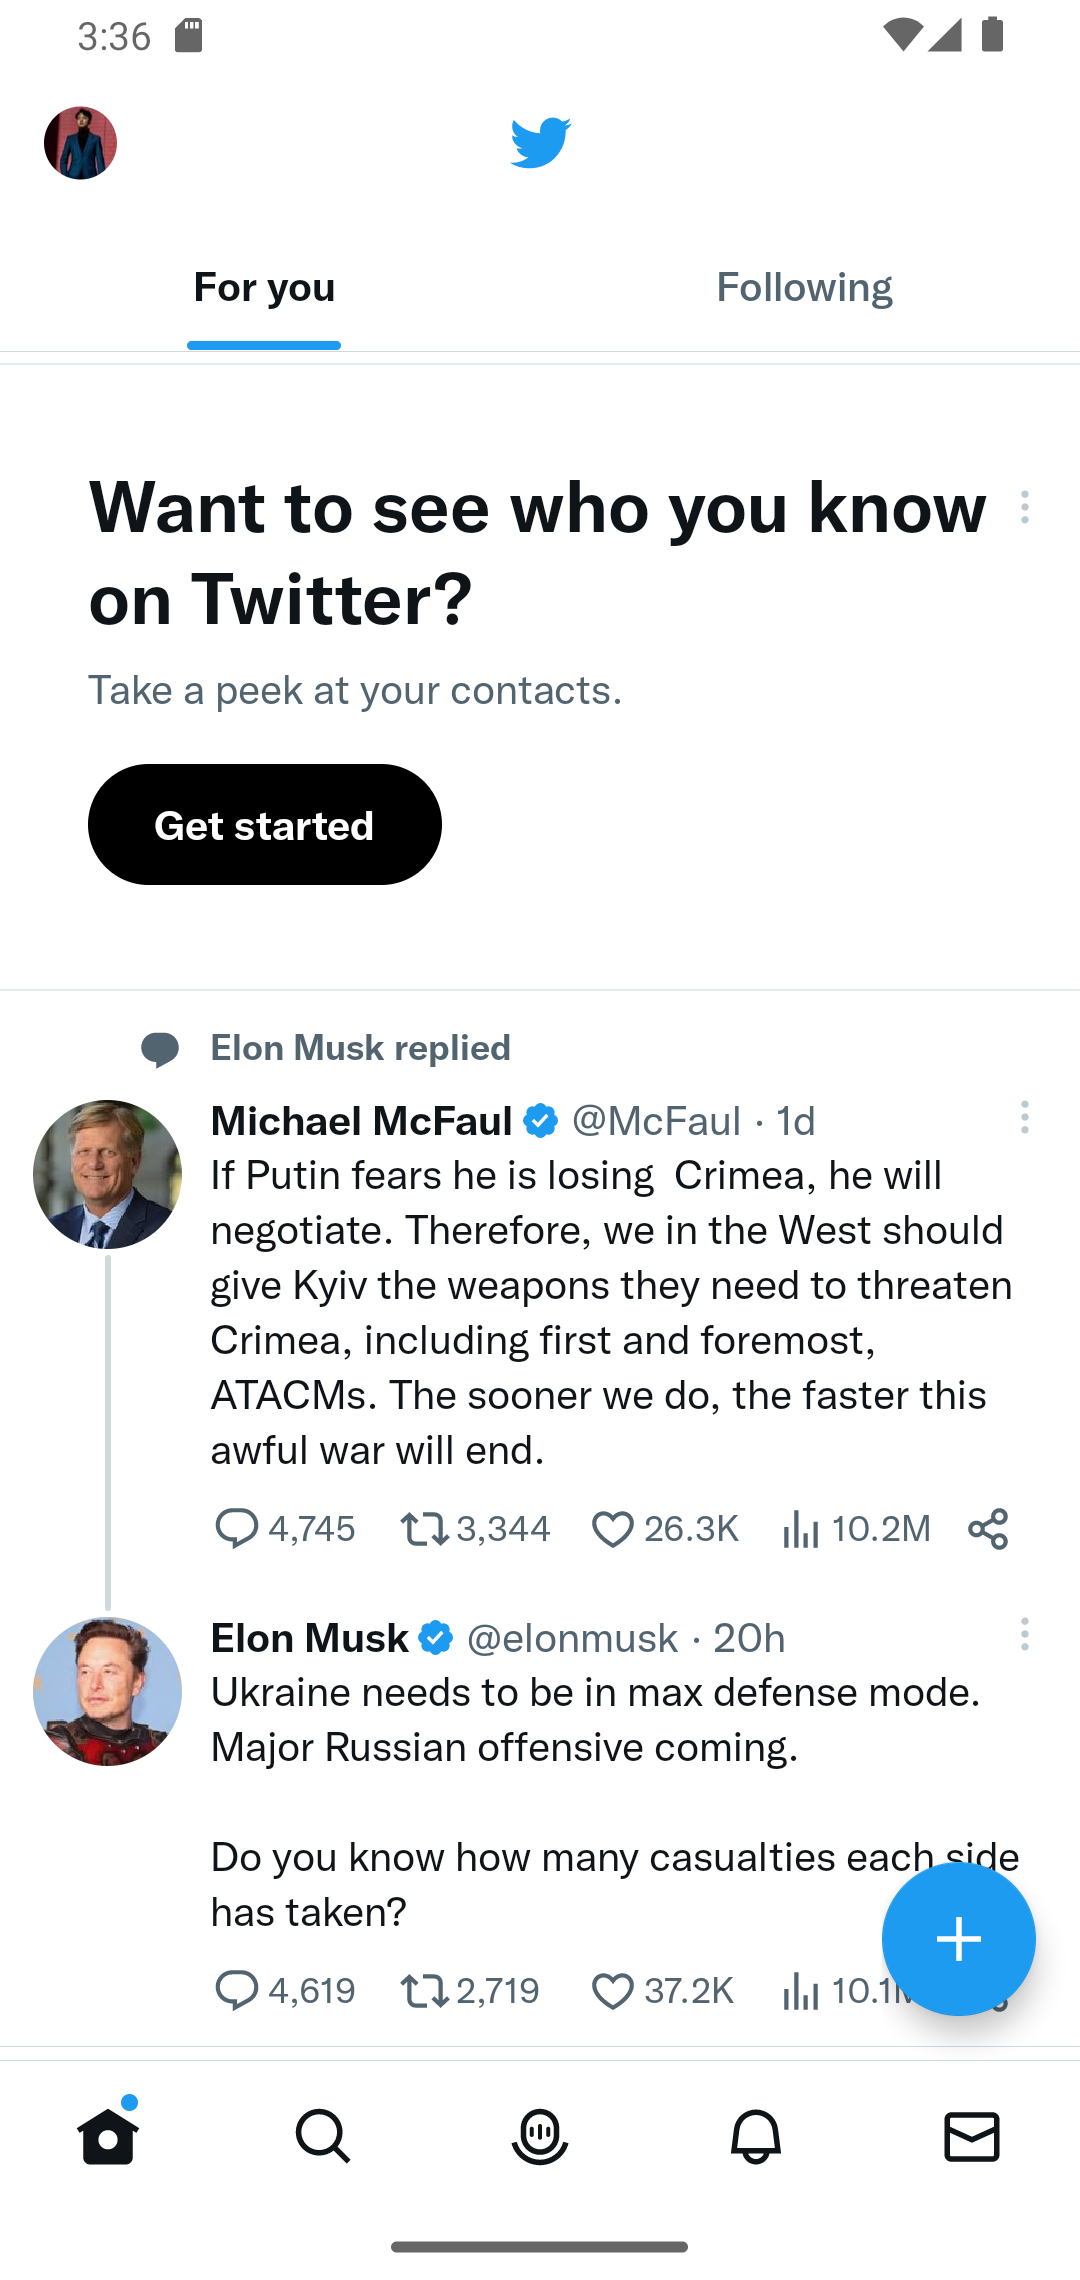 3:36
For you
Following
Want to see who you know
on Twitter?
Take a peek at your contacts.
Get started
Elon Musk replied
Michael McFaul @McFaul · 1d
If Putin fears he is losing  Crimea, he will
negotiate. Therefore, we in the West should
give Kyiv the weapons they need to threaten
Crimea, including first and foremost,
ATACMs. The sooner we do, the faster this
awful war will end.
4,745 3,344 26.3K 10.2M
Elon Musk @elonmusk · 20h
Ukraine needs to be in max defense mode.
Major Russian offensive coming.
Do you know how many casualties each side
has taken?
4,619 2,719 37.2K 10.1M